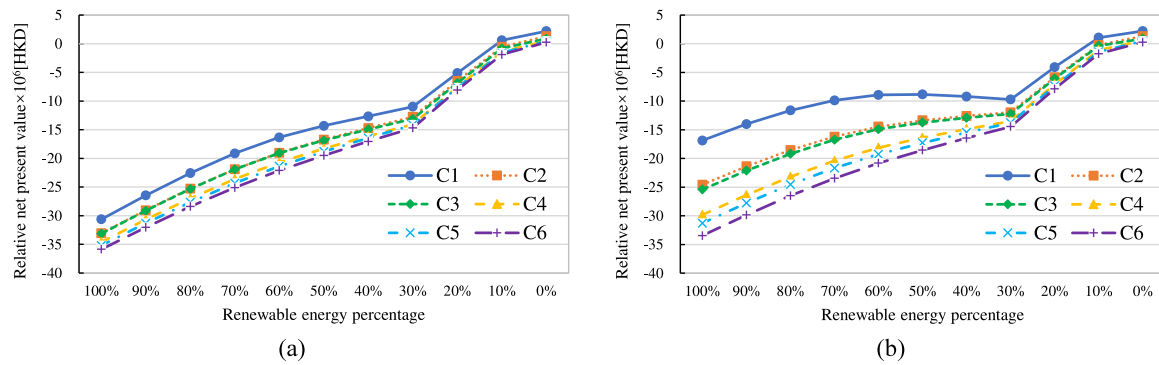 Relative net present value×10⁶[HKD]
5
0
-5
-10
-15
-20
-25
-30
-35
-40
C1 C2
C3 C4
C5 C6
100% 90% 80% 70% 60% 50% 40% 30% 20% 10% 0%
Renewable energy percentage
(a)
Relative net present value×10⁶[HKD]
5
0
-5
-10
-15
-20
-25
-30
-35
-40
C1 C2
C3 C4
C5 C6
100% 90% 80% 70% 60% 50% 40% 30% 20% 10% 0%
Renewable energy percentage
(b)